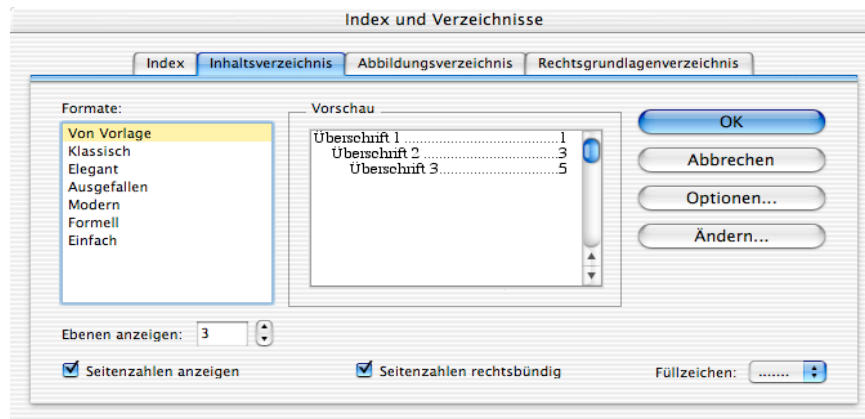 Index und Verzeichnisse
Index Inhaltsverzeichnis Abbildungsverzeichnis Rechtsgrundlagenverzeichnis
Formate:
Von Vorlage
Klassisch
Elegant
Ausgefallen
Modern
Formell
Einfach
Vorschau
Überschrift 1 ........................................1
Überschrift 2 ...................................3
Überschrift 3............................5
OK
Abbrechen
Optionen...
Ändern...
Ebenen anzeigen: 3
Seitenzahlen anzeigen
Seitenzahlen rechtsbündig
Füllzeichen: .......